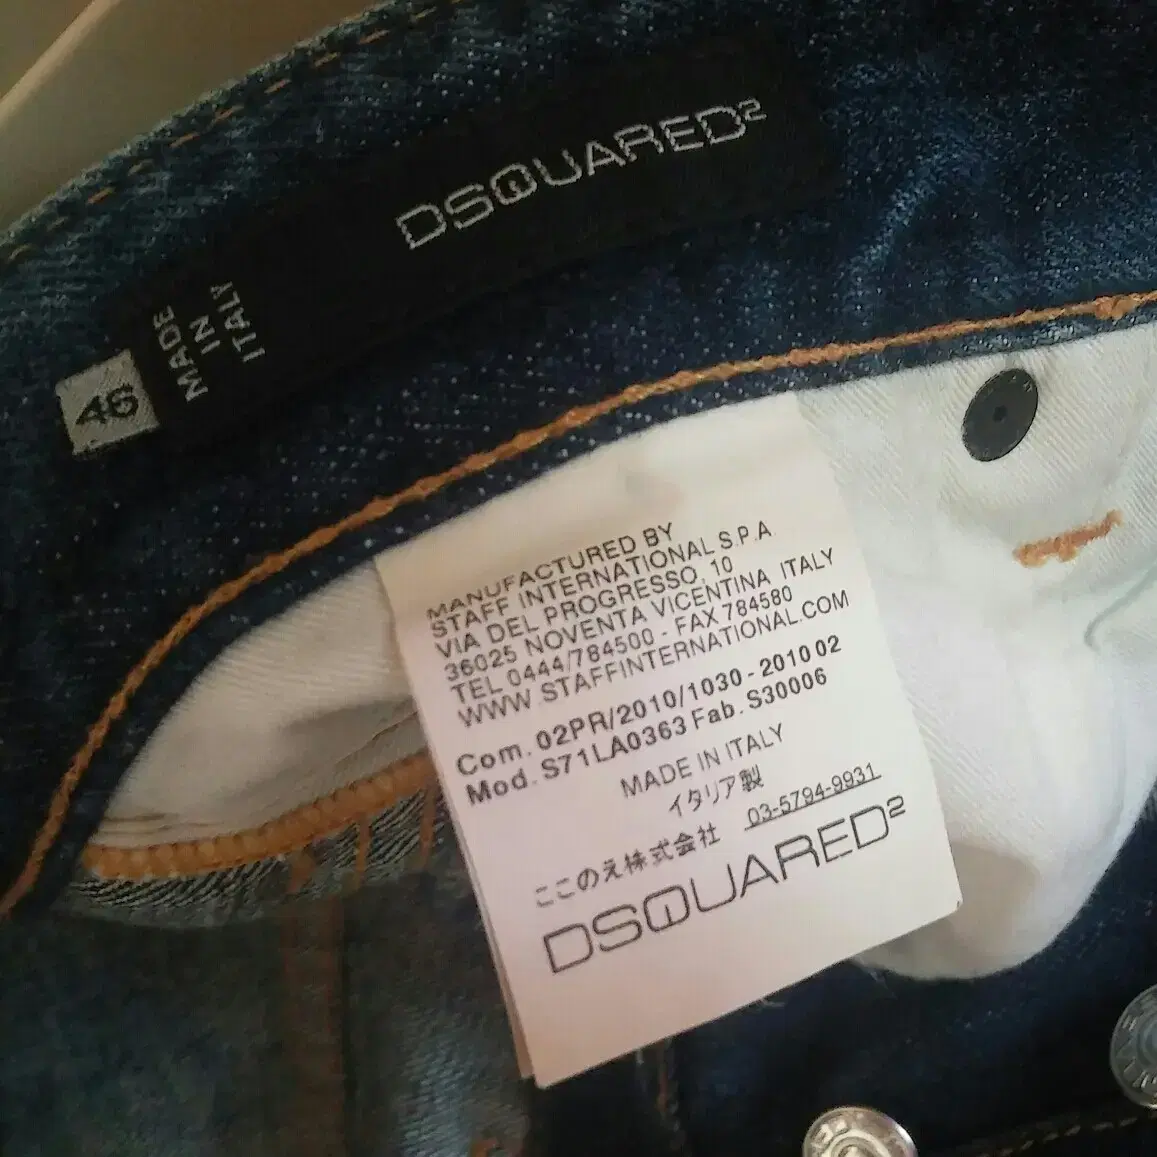 DSQUARED2
MADE
IN
ITALY
46
MANUFACTURED BY
STAFF INTERNATIONAL S.P.A
VIA DEL PROGRESSO, 10
36025 NOVENTA VICENTINA ITALY
TEL 0444/784500 - FAX 784580
WWW.STAFFINTERNATIONAL.COM
Com. 02PR/2010/1030 - 2010 02
Mod. S71LA0363 Fab. S30006
MADE IN ITALY
イタリア製
ここのえ株式会社 03-5794-9931
DSQUARED2